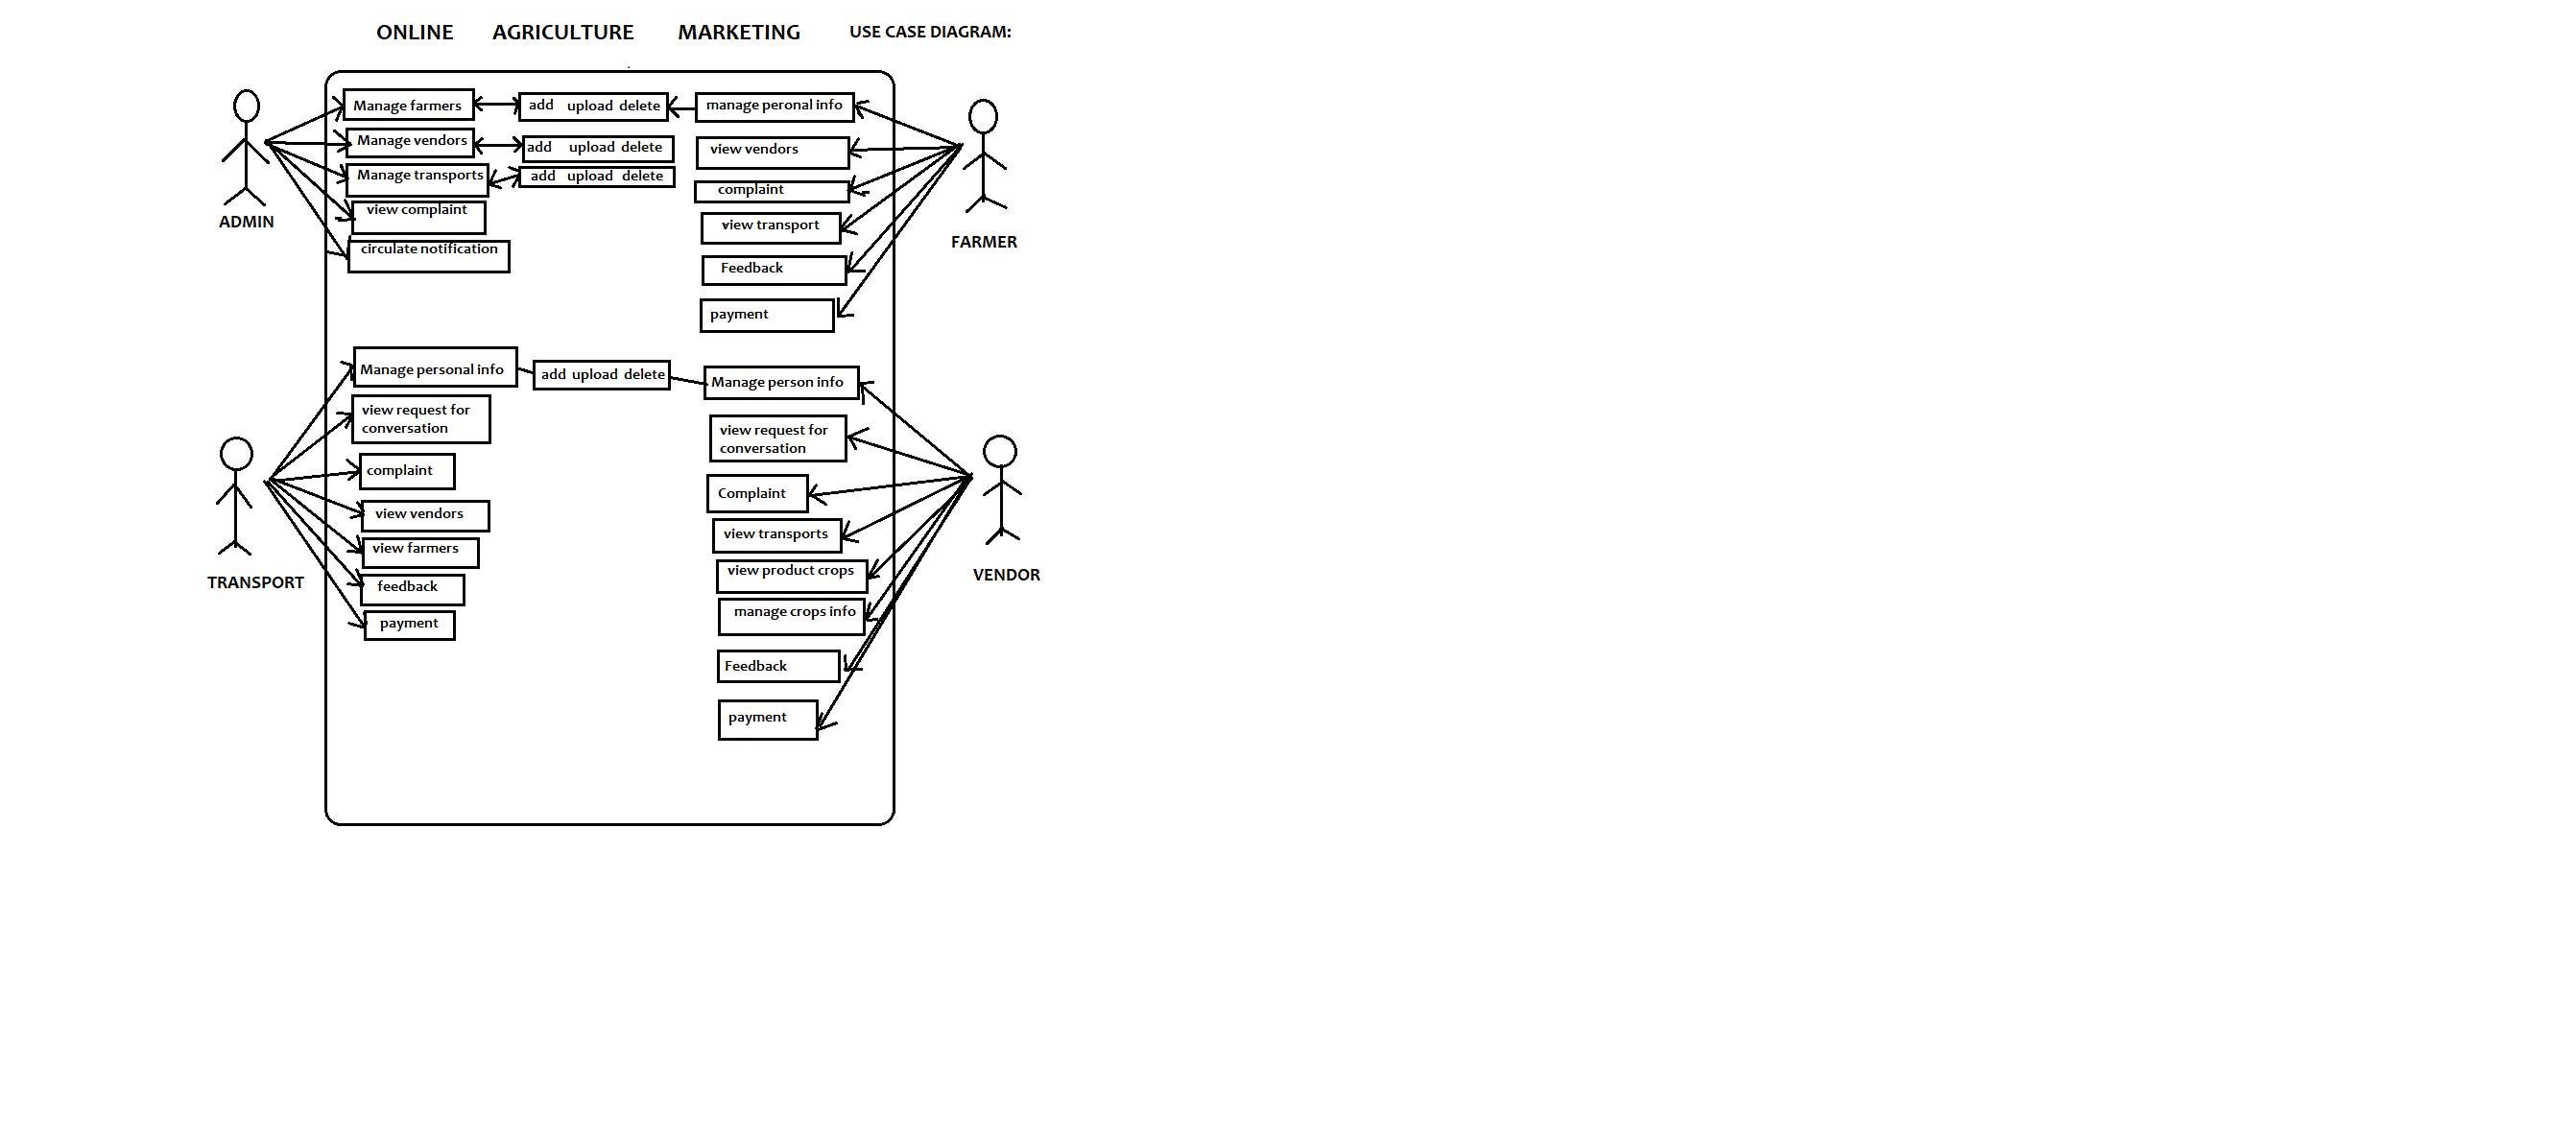 ONLINE AGRICULTURE MARKETING USE CASE DIAGRAM:
Manage farmers
add upload delete
manage peronal info
Manage vendors
add upload delete
view vendors
Manage transports
add upload delete
complaint
view complaint
view transport
circulate notification
Feedback
payment
ADMIN
FARMER
Manage personal info
add upload delete
Manage person info
view request for
conversation
view request for
conversation
complaint
Complaint
view vendors
view transports
view farmers
view product crops
feedback
manage crops info
payment
Feedback
payment
TRANSPORT
VENDOR